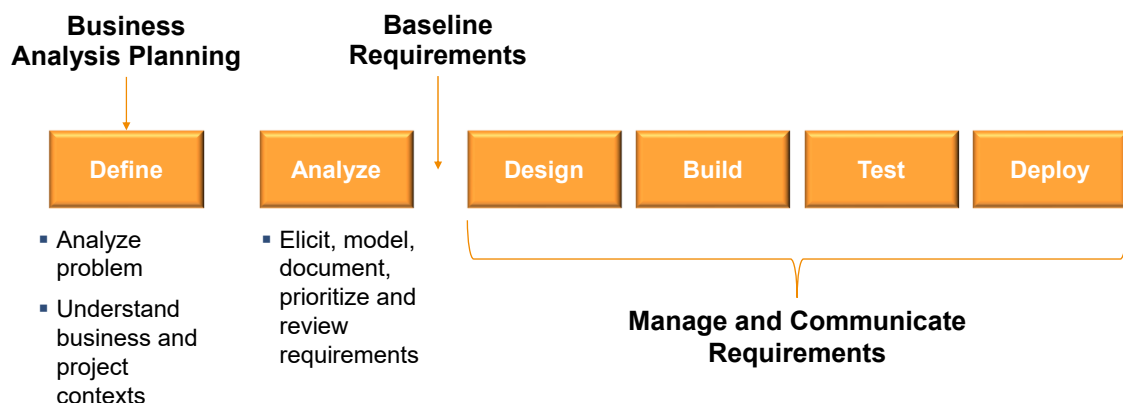 Business
Analysis Planning
Baseline
Requirements
Define
Analyze
Design
Build
Test
Deploy
▪ Analyze
problem
▪ Understand
business and
project
contexts
▪ Elicit, model,
document,
prioritize and
review
requirements
Manage and Communicate
Requirements